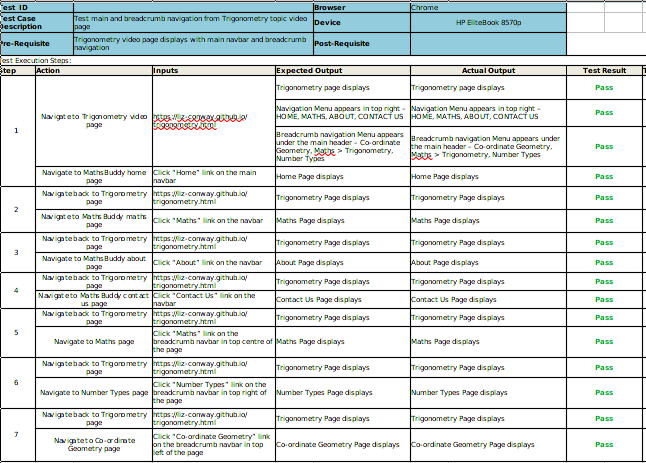 est ID
Browser
Chrome
est Case
escription
Test main and breadcrumb navigation from Trigonometry topic video
page
Device
HP EliteBook 8570p
re-Requisite
Trigonometry video page displays with main navbar and breadcrumb
navigation
Post-Requisite
est Execution Steps:
tep
Action
Inputs
Expected Output
Actual Output
Test Result
T
1
Navigate to Trigonometry video
page
https://liz-conway.github.io/
trigonometry.html
Trigonometry page displays
Trigonometry page displays
Pass
Navigation Menu appears in top right –
HOME, MATHS, ABOUT, CONTACT US
Navigation Menu appears in top right –
HOME, MATHS, ABOUT, CONTACT US
Pass
Breadcrumb navigation Menu appears
under the main header – Co-ordinate
Geometry, Maths > Trigonometry,
Number Types
Breadcrumb navigation Menu appears under
the main header – Co-ordinate Geometry,
Maths > Trigonometry, Number Types
Pass
Navigate to MathsBuddy home
page
Click “Home” link on the main
navbar
Home Page displays
Home Page displays
Pass
2
Navigate back to Trigonometry
page
https://liz-conway.github.io/
trigonometry.html
Trigonometry Page displays
Trigonometry Page displays
Pass
Navigate to MathsBuddy maths
page
Click “Maths” link on the navbar
Maths Page displays
Maths Page displays
Pass
3
Navigate back to Trigonometry
page
https://liz-conway.github.io/
trigonometry.html
Trigonometry Page displays
Trigonometry Page displays
Pass
Navigate to MathsBuddy about
page
Click “About” link on the navbar
About Page displays
About Page displays
Pass
4
Navigate back to Trigonometry
page
https://liz-conway.github.io/
trigonometry.html
Trigonometry Page displays
Trigonometry Page displays
Pass
Navigate to MathsBuddy contact
us page
Click “Contact Us” link on the
navbar
Contact Us Page displays
Contact Us Page displays
Pass
5
Navigate back to Trigonometry
page
https://liz-conway.github.io/
trigonometry.html
Trigonometry Page displays
Trigonometry Page displays
Pass
Navigate to Maths page
Click “Maths” link on the
breadcrumb navbar in top centre of
the page
Maths Page displays
Maths Page displays
Pass
6
Navigate back to Trigonometry
page
https://liz-conway.github.io/
trigonometry.html
Trigonometry Page displays
Trigonometry Page displays
Pass
Navigate to Number Types page
Click “Number Types” link on the
breadcrumb navbar in top right of
the page
Number Types Page displays
Number Types Page displays
Pass
7
Navigate back to Trigonometry
page
https://liz-conway.github.io/
trigonometry.html
Trigonometry Page displays
Trigonometry Page displays
Pass
Navigate to Co-ordinate
Geometry page
Click “Co-ordinate Geometry” link
on the breadcrumb navbar in top
left of the page
Co-ordinate Geometry Page displays
Co-ordinate Geometry Page displays
Pass